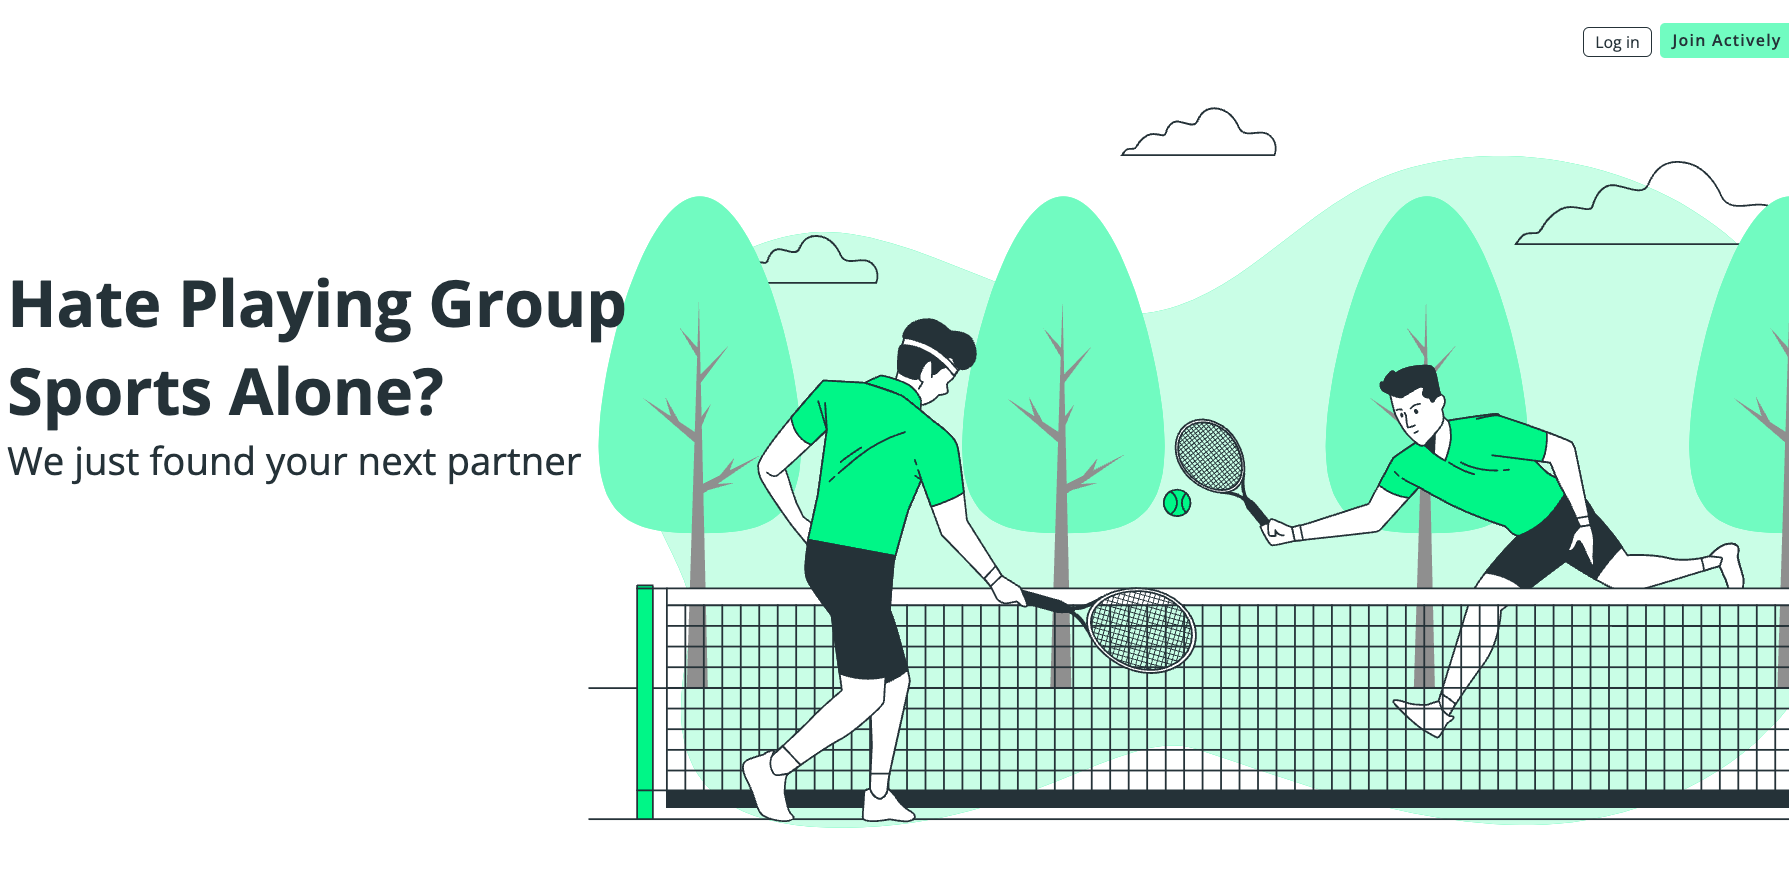 Log in
Join Actively
Hate Playing Group
Sports Alone?
We just found your next partner